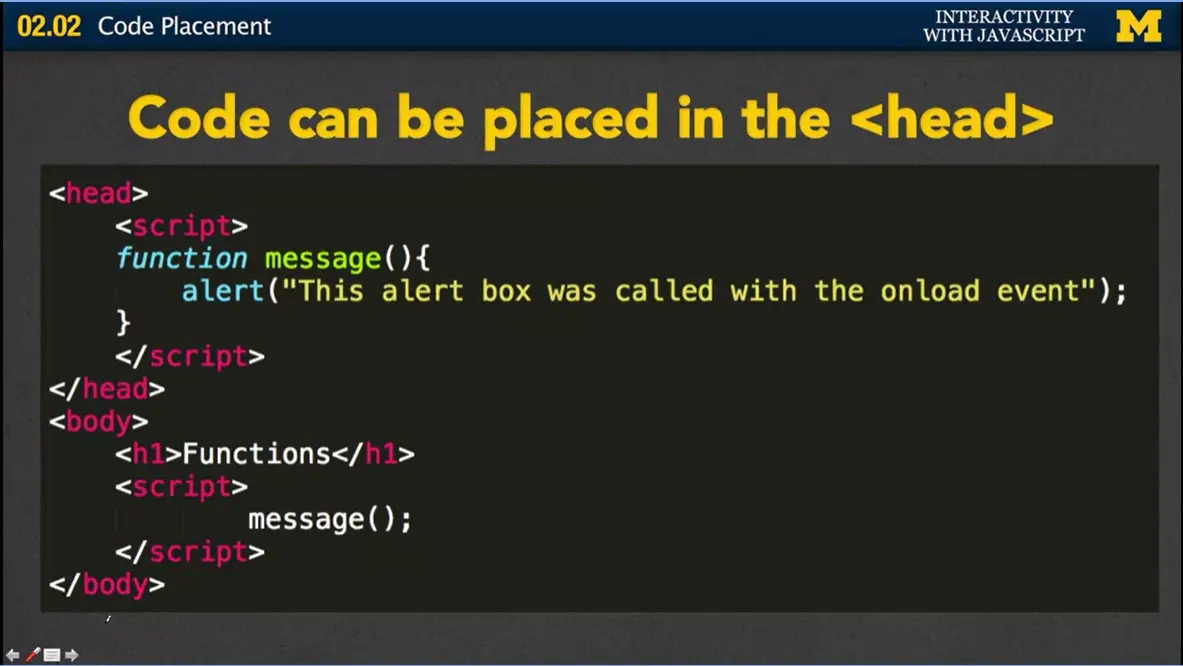 02.02 Code Placement
INTERACTIVITY
WITH JAVASCRIPT
M
Code can be placed in the <head>
<head>
<script>
function message(){
alert("This alert box was called with the onload event");
}
</script>
</head>
<body>
<h1>Functions</h1>
<script>
message();
</script>
</body>